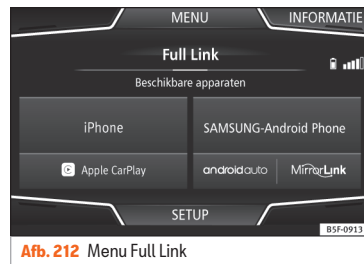 MENU
INFORMATIE
Full Link
Beschikbare apparaten
iPhone
SAMSUNG-Android Phone
Apple CarPlay
androidauto
MirrorLink
SETUP
B5F-0913
Afb. 212 Menu Full Link